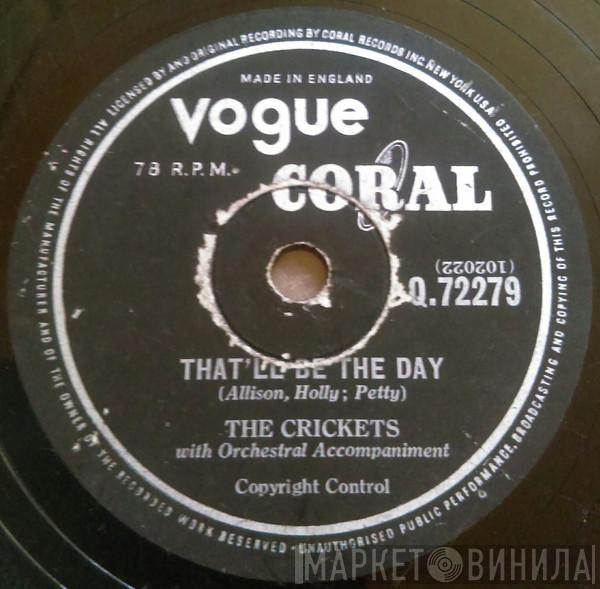 ALL RIGHTS OF THE MANUFACTURER AND OF THE OWNER OF THE RECORDED WORK RESERVED · UNAUTHORISED PUBLIC PERFORMANCE, BROADCASTING AND COPYING OF THIS RECORD PROHIBITED
LICENSED BY AND ORIGINAL RECORDING BY CORAL RECORDS INC. NEW YORK U.S.A.
MADE IN ENGLAND
vogue
78 R.P.M.
CORAL
(102022)
Q.72279
THAT'LL BE THE DAY
(Allison, Holly; Petty)
THE CRICKETS
with Orchestral Accompaniment
Copyright Control
МАРКЕТ ВИНИЛА